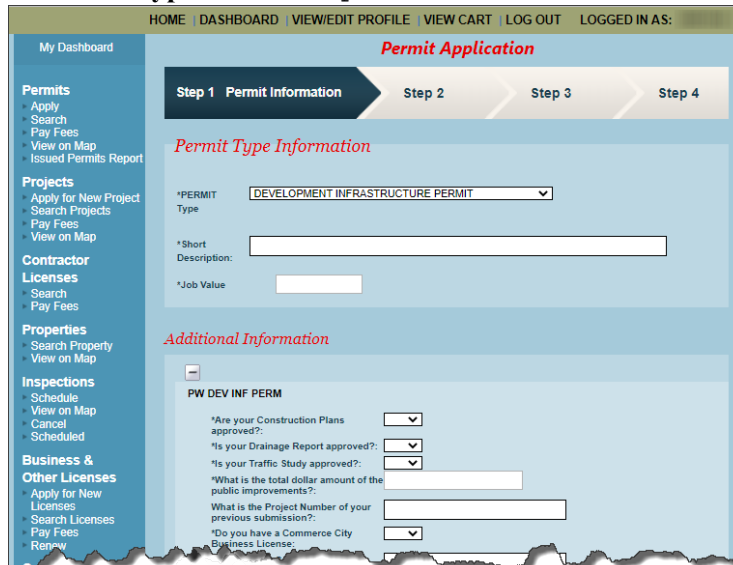 HOME | DASHBOARD | VIEW/EDIT PROFILE | VIEW CART | LOG OUT LOGGED IN AS:
My Dashboard
Permit Application
Permits
Apply
Search
Pay Fees
View on Map
Issued Permits Report
Projects
Apply for New Project
Search Projects
Pay Fees
View on Map
Contractor
Licenses
Search
Pay Fees
Properties
Search Property
View on Map
Inspections
Schedule
View on Map
Cancel
Scheduled
Business &
Other Licenses
Apply for New
Licenses
Search Licenses
Pay Fees
Renew
Step 1 Permit Information
Step 2
Step 3
Step 4
Permit Type Information
*PERMIT
Type
DEVELOPMENT INFRASTRUCTURE PERMIT
*Short
Description:
*Job Value
Additional Information
PW DEV INF PERM
*Are your Construction Plans
approved?:
*Is your Drainage Report approved?:
*Is your Traffic Study approved?:
*What is the total dollar amount of the
public improvements?:
What is the Project Number of your
previous submission?:
*Do you have a Commerce City
Business License: